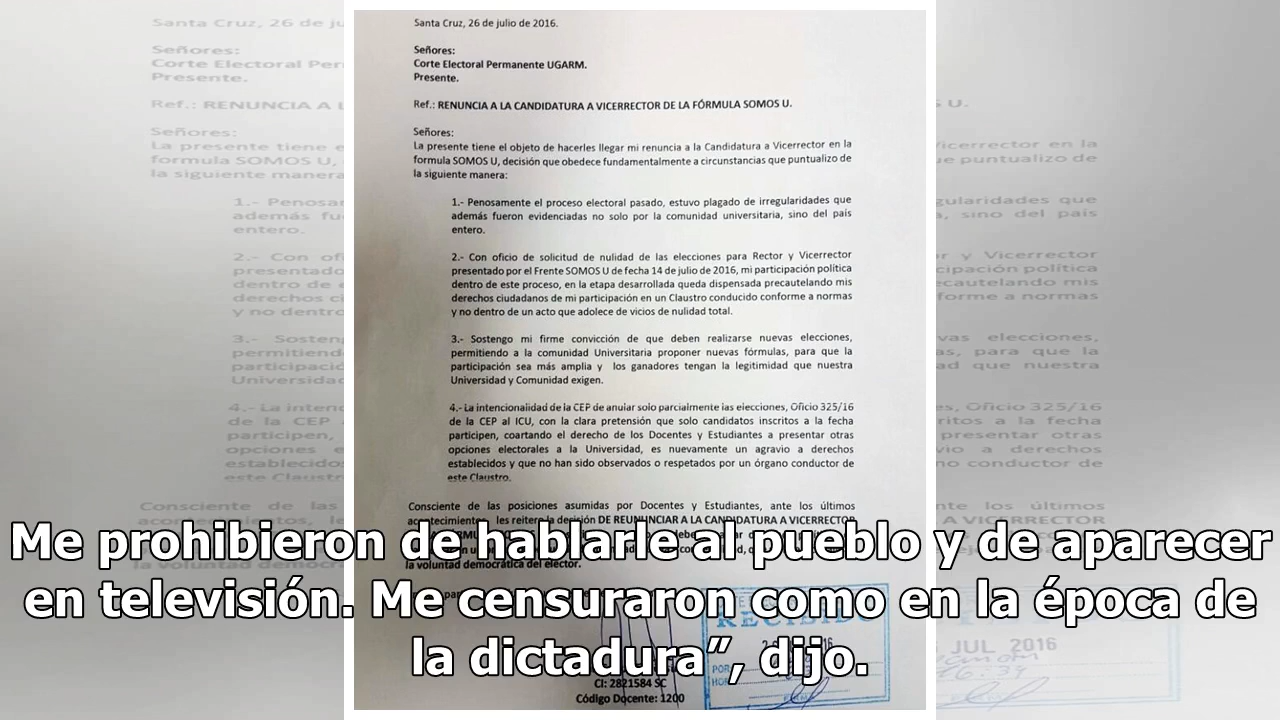 Santa Cruz, 26 de julio de 2016.
Señores:
Corte Electoral Permanente UGARM.
Presente.
Ref.: RENUNCIA A LA CANDIDATURA A VICERRECTOR DE LA FÓRMULA SOMOS U.
Señores:
La presente tiene el objeto de hacerles llegar mi renuncia a la Candidatura a Vicerrector en la
formula SOMOS U, decisión que obedece fundamentalmente a circunstancias que puntualizo de
la siguiente manera:
1.- Penosamente el proceso electoral pasado, estuvo plagado de irregularidades que
además fueron evidenciadas no solo por la comunidad universitaria, sino del país
entero.
2.- Con oficio de solicitud de nulidad de las elecciones para Rector y Vicerrector
presentado por el Frente SOMOS U de fecha 14 de julio de 2016, mi participación política
dentro de este proceso, en la etapa desarrollada queda dispensada precautelando mis
derechos ciudadanos de mi participación en un Claustro conducido conforme a normas
y no dentro de un acto que adolece de vicios de nulidad total.
3.- Sostengo mi firme convicción de que deben realizarse nuevas elecciones,
permitiendo a la comunidad Universitaria proponer nuevas fórmulas, para que la
participación sea más amplia y los ganadores tengan la legitimidad que nuestra
Universidad y Comunidad exigen.
4.- La intencionalidad de la CEP de anular solo parcialmente las elecciones, Oficio 325/16
de la CEP al ICU, con la clara pretensión que solo candidatos inscritos a la fecha
participen, coartando el derecho de los Docentes y Estudiantes a presentar otras
opciones electorales a la Universidad, es nuevamente un agravio a derechos
establecidos y que no han sido observados o respetados por un órgano conductor de
este Claustro.
Consciente de las posiciones asumidas por Docentes y Estudiantes, ante los últimos
acontecimientos, les reitero la decisión DE REUNUNCIAR A LA CANDIDATURA A VICERRECTOR
la voluntad democrática del elector.
Me prohibieron de hablarle al pueblo y de aparecer
en televisión. Me censuraron como en la época de
la dictadura”, dijo.
RECIBIDO
JUL 2016
16:39
CI: 2821584 SC
Código Docente: 1200